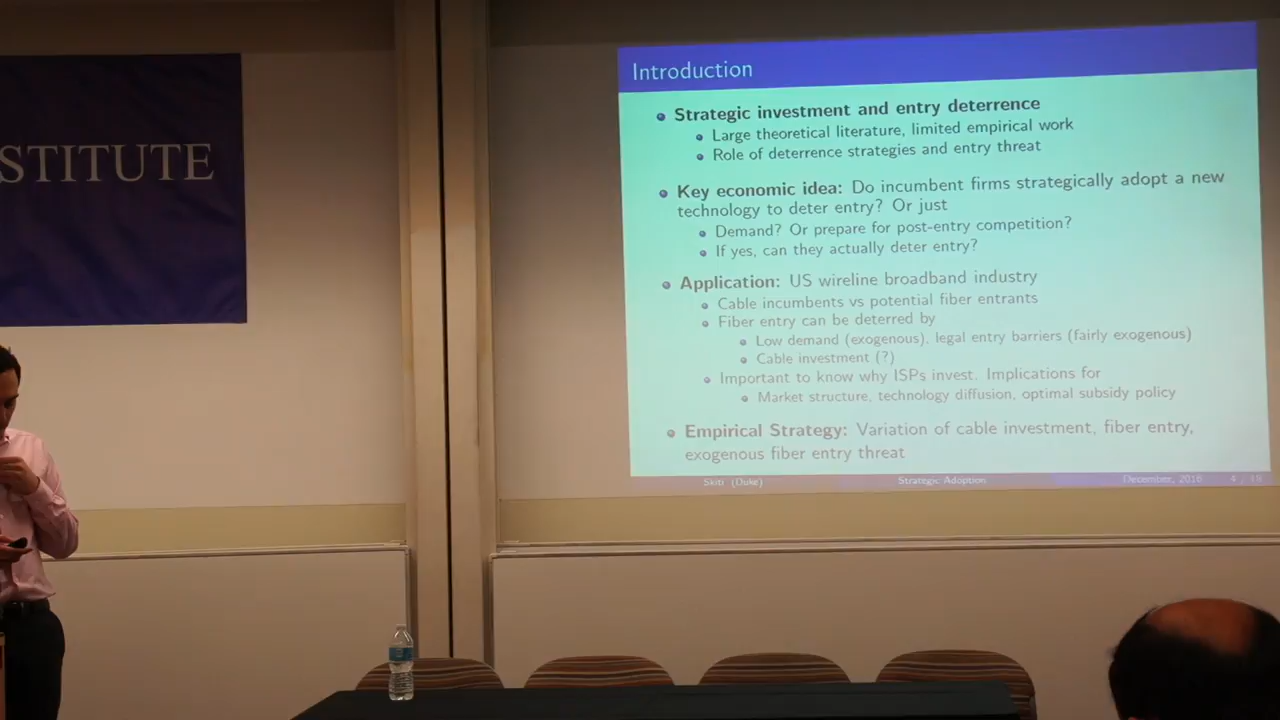 STITUTE
Introduction
Strategic investment and entry deterrence
Large theoretical literature, limited empirical work
Role of deterrence strategies and entry threat
Key economic idea: Do incumbent firms strategically adopt a new
technology to deter entry? Or just
Demand? Or prepare for post-entry competition?
If yes, can they actually deter entry?
Application: US wireline broadband industry
Cable incumbents vs potential fiber entrants
Fiber entry can be deterred by
Low demand (exogenous), legal entry barriers (fairly exogenous)
Cable investment (?)
Important to know why ISPs invest. Implications for
Market structure, technology diffusion, optimal subsidy policy
Empirical Strategy: Variation of cable investment, fiber entry,
exogenous fiber entry threat
Skiti (Duke) Strategic Adoption December, 2016 4 / 19